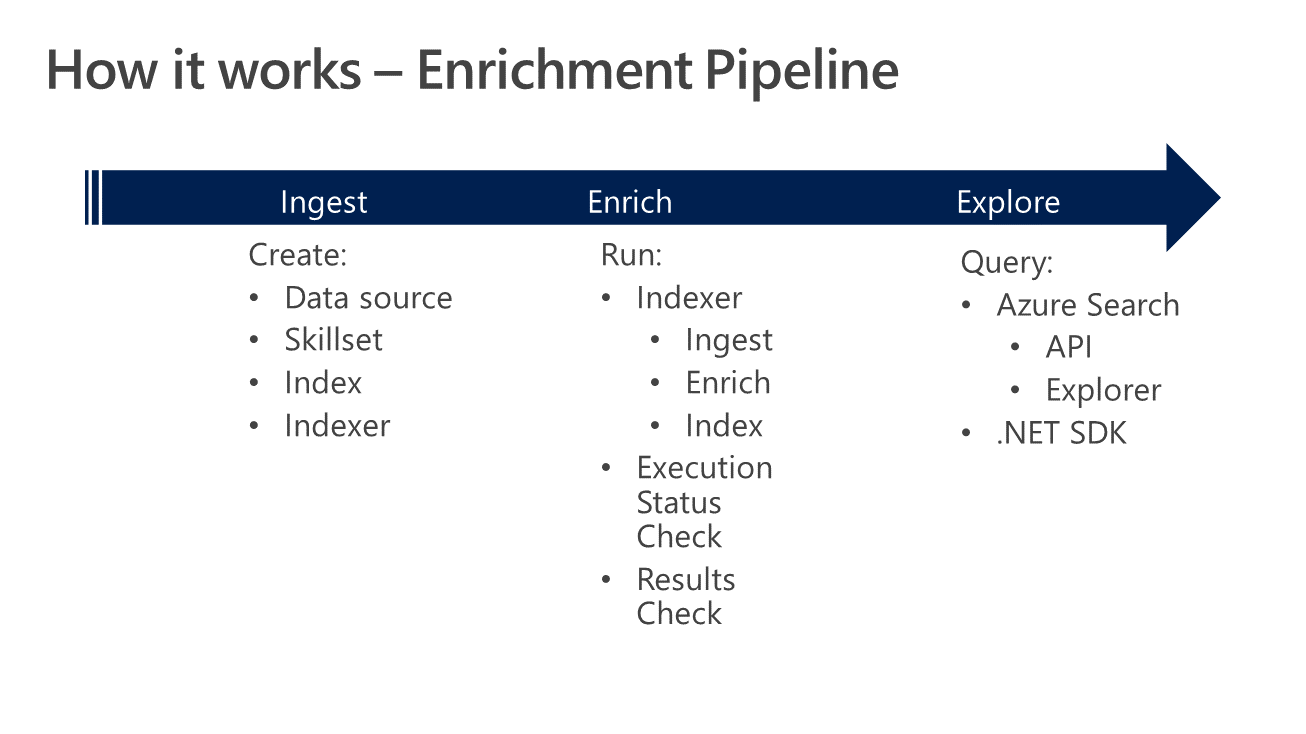 How it works – Enrichment Pipeline
Ingest
Enrich
Explore
Create:
• Data source
• Skillset
• Index
• Indexer
Run:
• Indexer
• Ingest
• Enrich
• Index
• Execution
Status
Check
• Results
Check
Query:
• Azure Search
• API
• Explorer
• .NET SDK